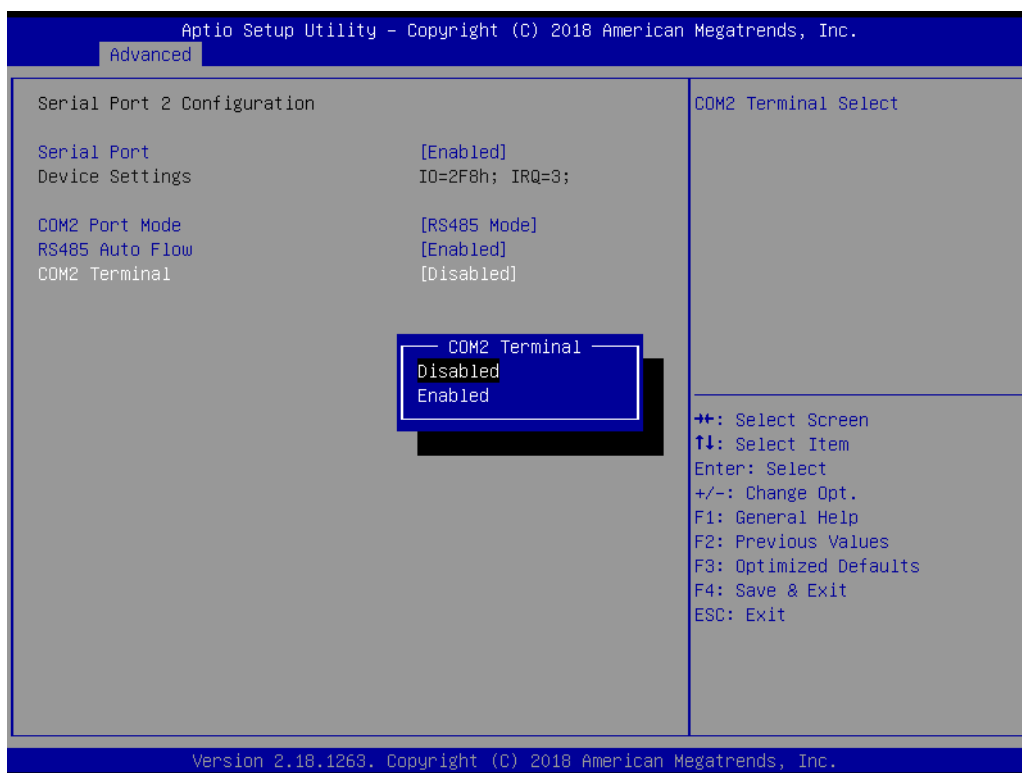 Aptio Setup Utility – Copyright (C) 2018 American Megatrends, Inc.
Advanced
Serial Port 2 Configuration
Serial Port [Enabled]
Device Settings IO=2F8h; IRQ=3;
COM2 Port Mode [RS485 Mode]
RS485 Auto Flow [Enabled]
COM2 Terminal [Disabled]
COM2 Terminal
Disabled
Enabled
COM2 Terminal Select
→←: Select Screen
↑↓: Select Item
Enter: Select
+/-: Change Opt.
F1: General Help
F2: Previous Values
F3: Optimized Defaults
F4: Save & Exit
ESC: Exit
Version 2.18.1263. Copyright (C) 2018 American Megatrends, Inc.